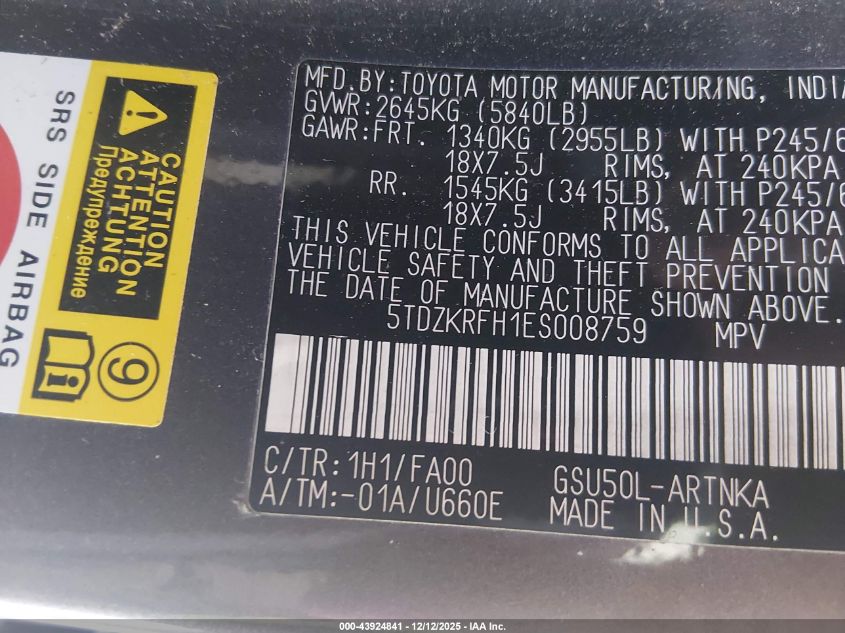 SRS SIDE AIRBAG
CAUTION
ATTENTION
ACHTUNG
Предупреждение
9
MFD.BY:TOYOTA MOTOR MANUFACTURING, INDIA
GVWR:2645KG (5840LB)
GAWR:FRT. 1340KG (2955LB) WITH P245/6
18X7.5J RIMS, AT 240KPA
RR. 1545KG (3415LB) WITH P245/6
18X7.5J RIMS, AT 240KPA
THIS VEHICLE CONFORMS TO ALL APPLICA
VEHICLE SAFETY AND THEFT PREVENTION
THE DATE OF MANUFACTURE SHOWN ABOVE.
5TDZKRFH1ES008759 MPV
C/TR:1H1/FA00 GSU50L-ARTNKA
A/TM:-01A/U660E MADE IN U.S.A.
000-43924841 - 12/12/2025 - IAA Inc.